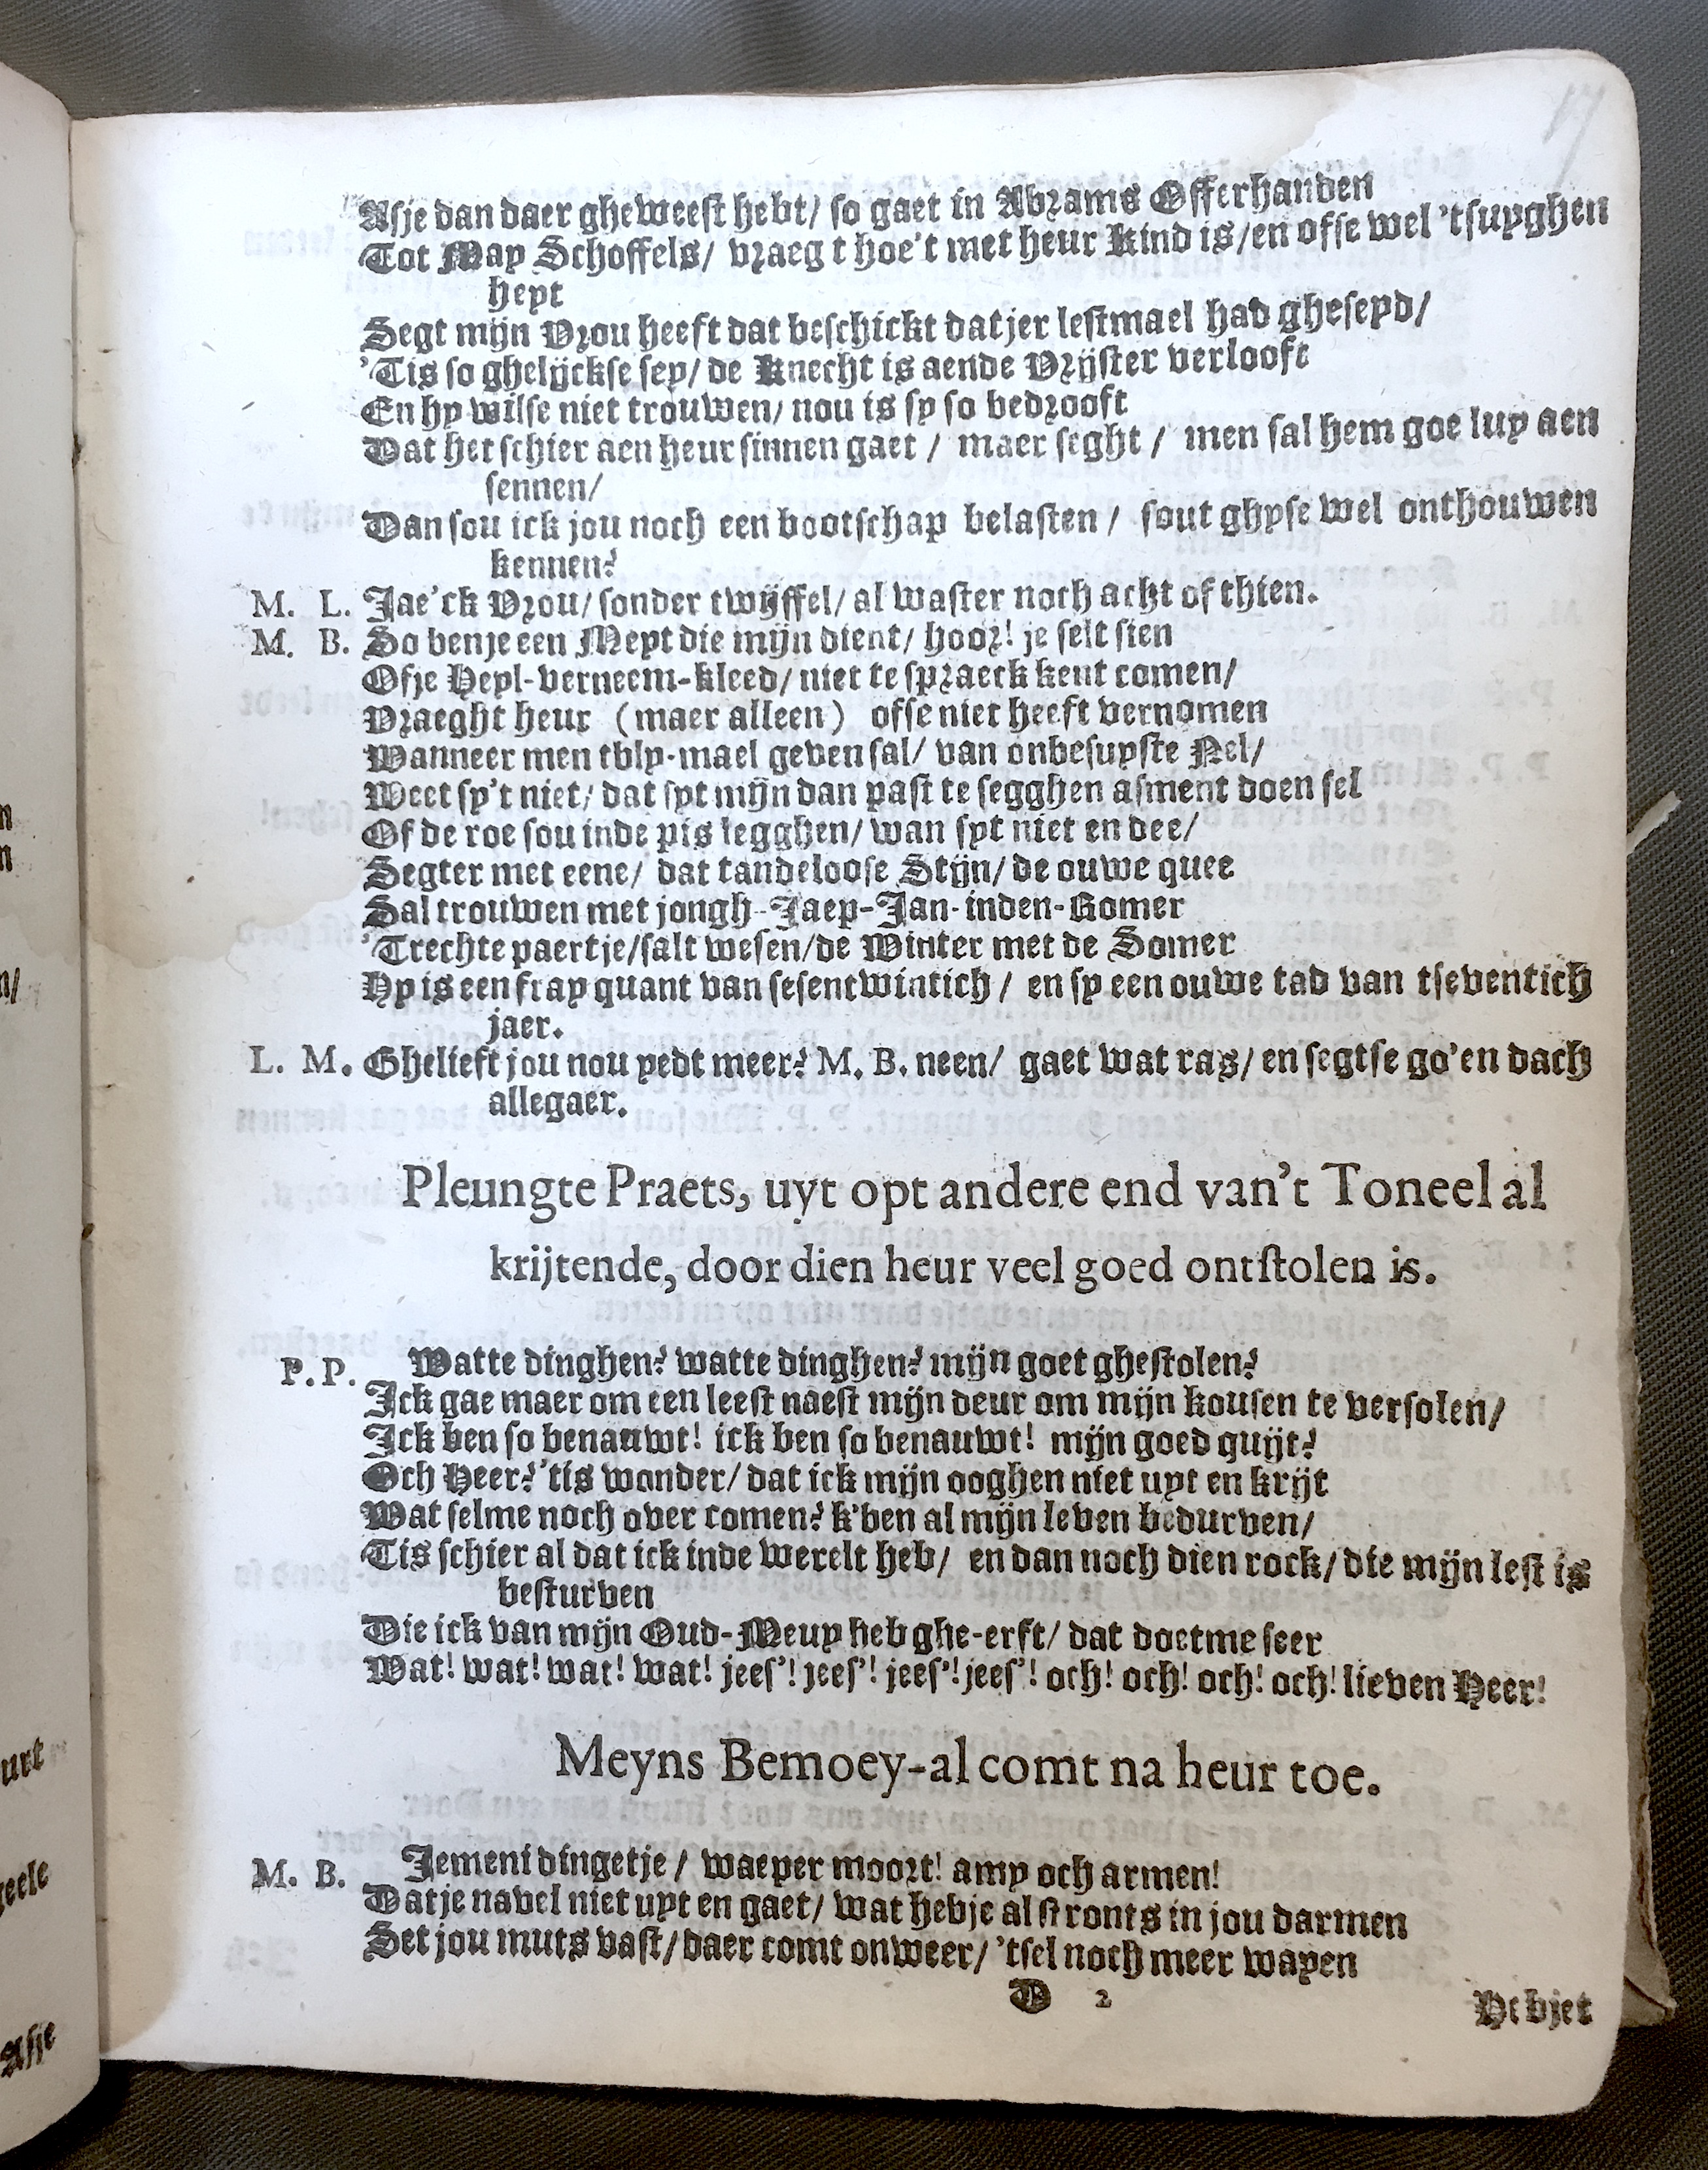 17
Asje dan daer gheweest hebt/ so gaet in Abrams Offerhanden
Tot May Schoffels/ vraeg t hoe't met heur kind is/en ofse wel 'tsuyghen
heyt
Segt mijn Vrou heeft dat beschickt datjer lestmael had gheseyd/
'Tis so ghelijckse sey/ de knecht is aende Vrijster verlooft
En hy wilse niet trouwen/ nou is sy so bedrooft
Dat het schier aen heur sinnen gaet / maer seght / men sal hem goe luy aen
sennen/
Dan sou ick jou noch een bootschap belasten / sout ghyse wel onthouwen
kennen?
M. L. Jae'ck Vrou/ sonder twijffel/ al waster noch acht of thien.
M. B. So benje een Meyt die mijn dient/ hoor! je selt sien
Ofje Heyl-verneem-kleed/ niet te spraeck kent comen/
Vraeght heur (maer alleen) ofse niet heeft vernomen
Wanneer men tbly-mael geven sal/ van onbesuyste Nel/
Weet sy't niet/ dat syt mijn dan past te segghen asment doen sel
Of de roe sou inde pis legghen/ wan syt niet en dee/
Segter met eene/ dat tandeloose Stijn/ de ouwe quee
Sal trouwen met jongh-Jaep-Jan-inden-Komer
'Trechte paertje/salt wesen/de Winter met de Somer
Hy is een fray quant van sesentwintich / en sy een ouwe tad van tseventich
jaer.
L. M. Ghelieft jou nou yedt meer? M. B. neen/ gaet wat ras/ en segtse go'en dach
allegaer.
Pleungte Praets, uyt opt andere end van't Toneel al
krijtende, door dien heur veel goed ontstolen is.
P. P. Watte dinghen? watte dinghen? mijn goet ghestolen?
Ick gae maer om een leest naest mijn deur om mijn kousen te versolen/
Ick ben so benauwt! ick ben so benauwt! mijn goed quijt?
Och Heer? 'tis wonder/ dat ick mijn ooghen niet uyt en krijt
Wat selme noch over comen? k'ben al mijn leven bedurven/
Tis schier al dat ick inde werelt heb/ en dan noch dien rock/ die mijn lest is
besturven
Die ick van mijn Oud-Meuy heb ghe-erft/ dat doetme seer
Wat! wat! wat! wat! jees'! jees'! jees'! jees'! och! och! och! och! lieven Heer!
Meyns Bemoey-al comt na heur toe.
M. B. Jemeni dingetje / waeper moort! amy och armen!
Datje navel niet uyt en gaet/ wat hebje al stronts in jou darmen
Set jou muts vast/ daer comt onweer/ 'tsel noch meer wayen
D 2
Hebjet